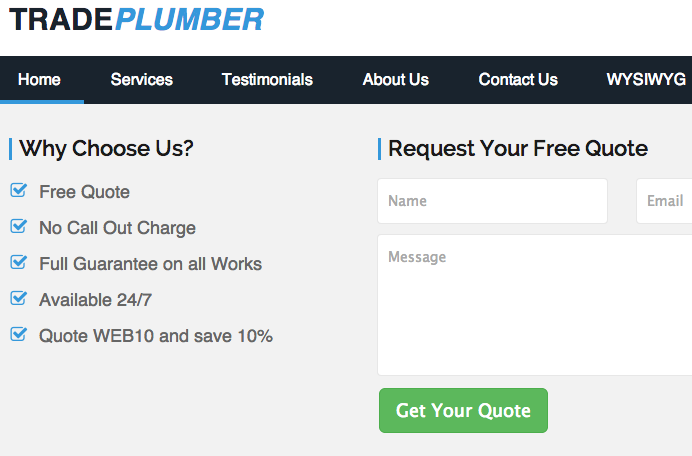 TRADEPLUMBER
Home Services Testimonials About Us Contact Us WYSIWYG
Why Choose Us?
Free Quote
No Call Out Charge
Full Guarantee on all Works
Available 24/7
Quote WEB10 and save 10%
Request Your Free Quote
Name Email
Message
Get Your Quote